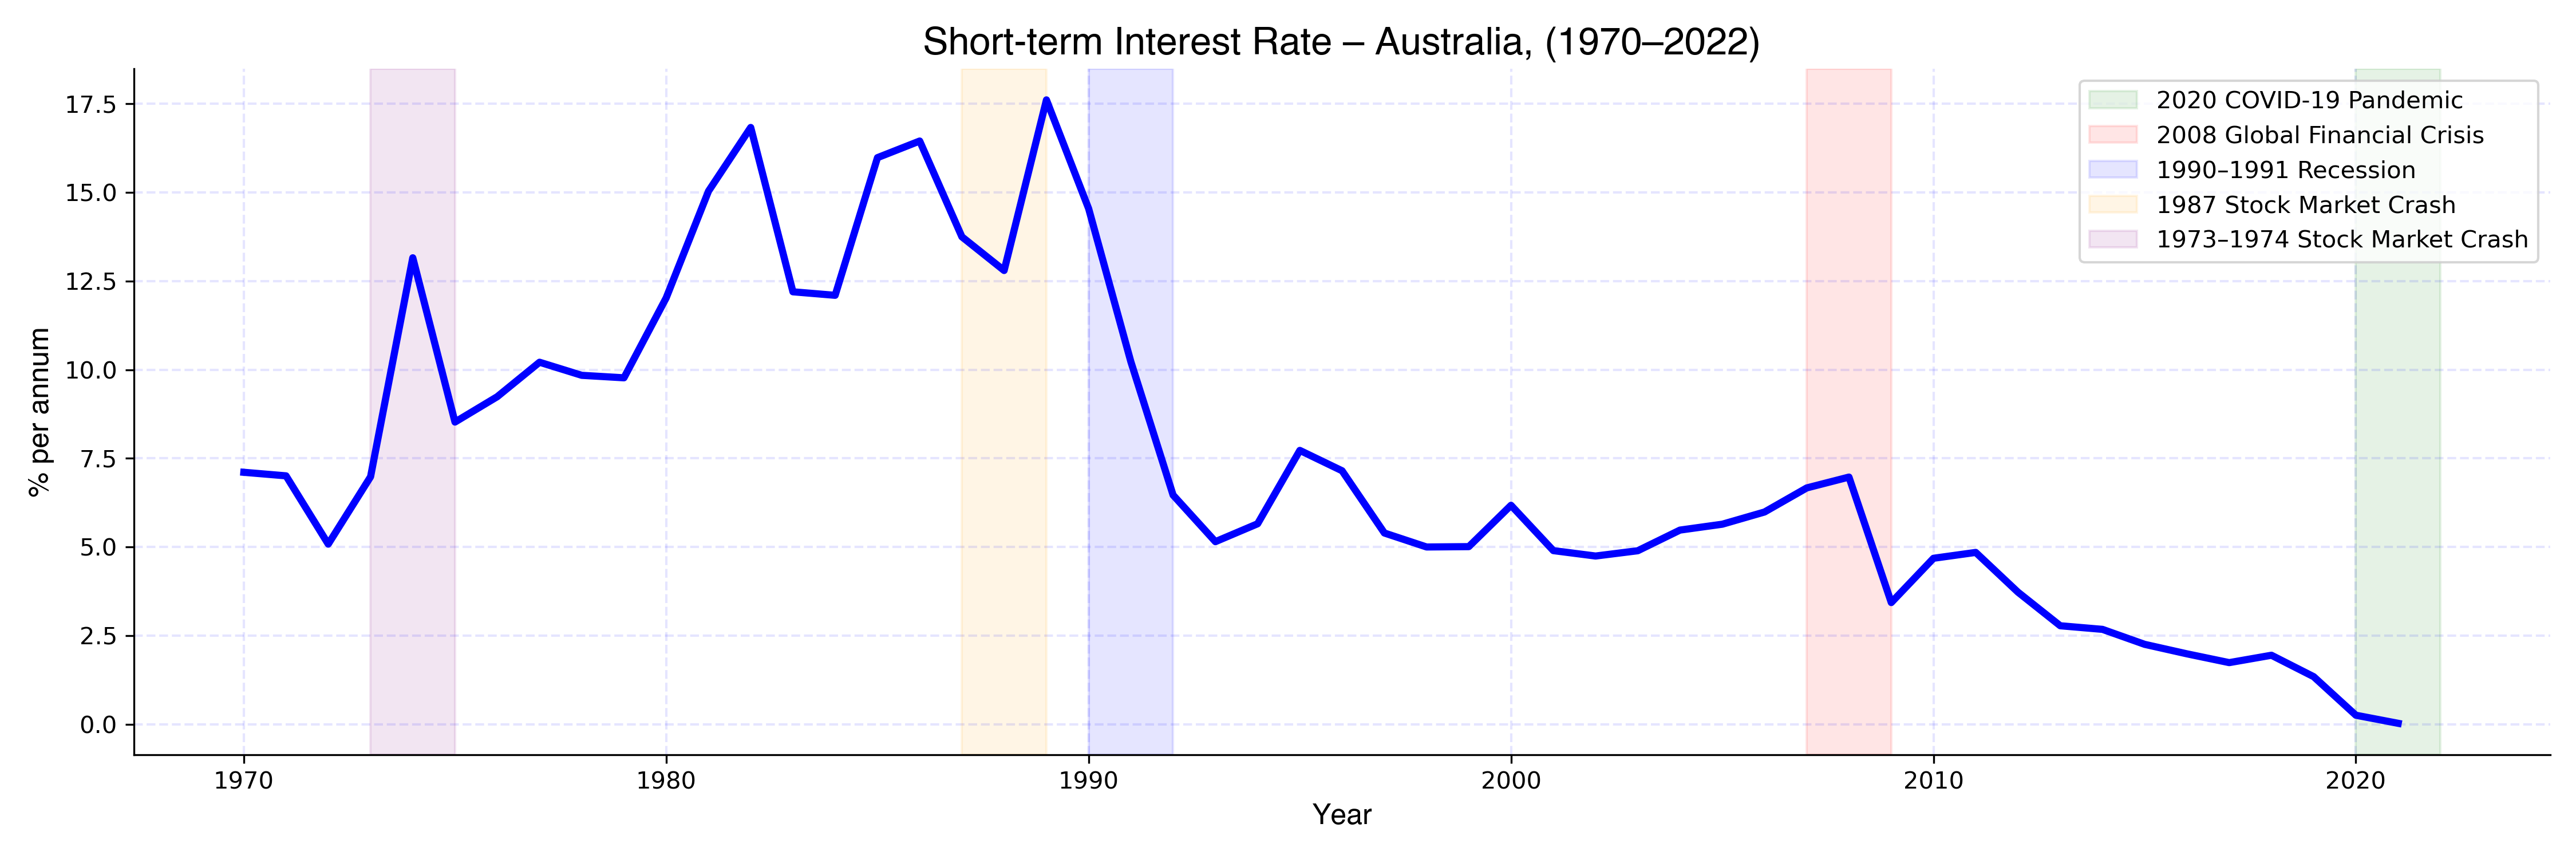 Short-term Interest Rate – Australia, (1970–2022)
% per annum
17.5
15.0
12.5
10.0
7.5
5.0
2.5
0.0
2020 COVID-19 Pandemic
2008 Global Financial Crisis
1990–1991 Recession
1987 Stock Market Crash
1973–1974 Stock Market Crash
1970 1980 1990 2000 2010 2020
Year